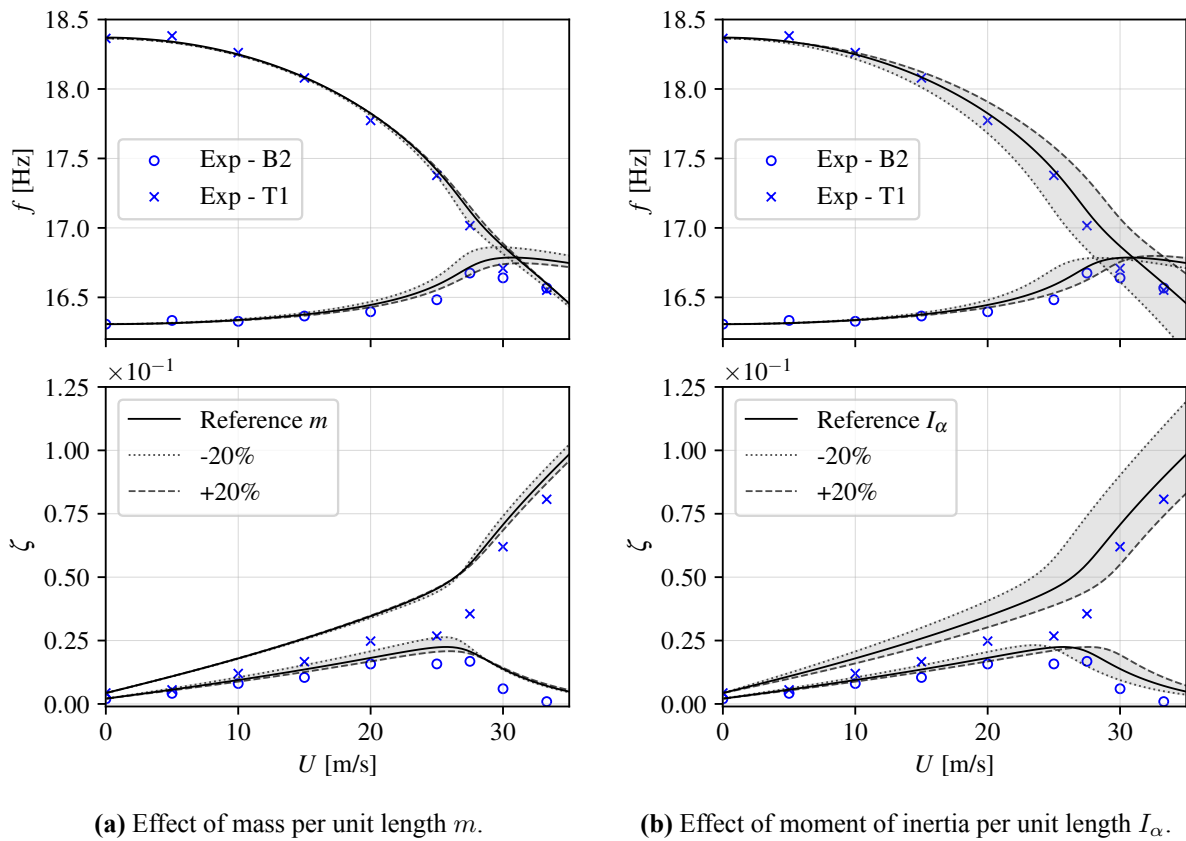 18.5
18.0
17.5
17.0
16.5
f [Hz]
Exp - B2
Exp - T1
×10⁻¹
1.25
1.00
0.75
0.50
0.25
0.00
ζ
Reference m
-20%
+20%
0
10
20
30
U [m/s]
(a) Effect of mass per unit length m.
18.5
18.0
17.5
17.0
16.5
f [Hz]
Exp - B2
Exp - T1
×10⁻¹
1.25
1.00
0.75
0.50
0.25
0.00
ζ
Reference I_α
-20%
+20%
0
10
20
30
U [m/s]
(b) Effect of moment of inertia per unit length I_α.